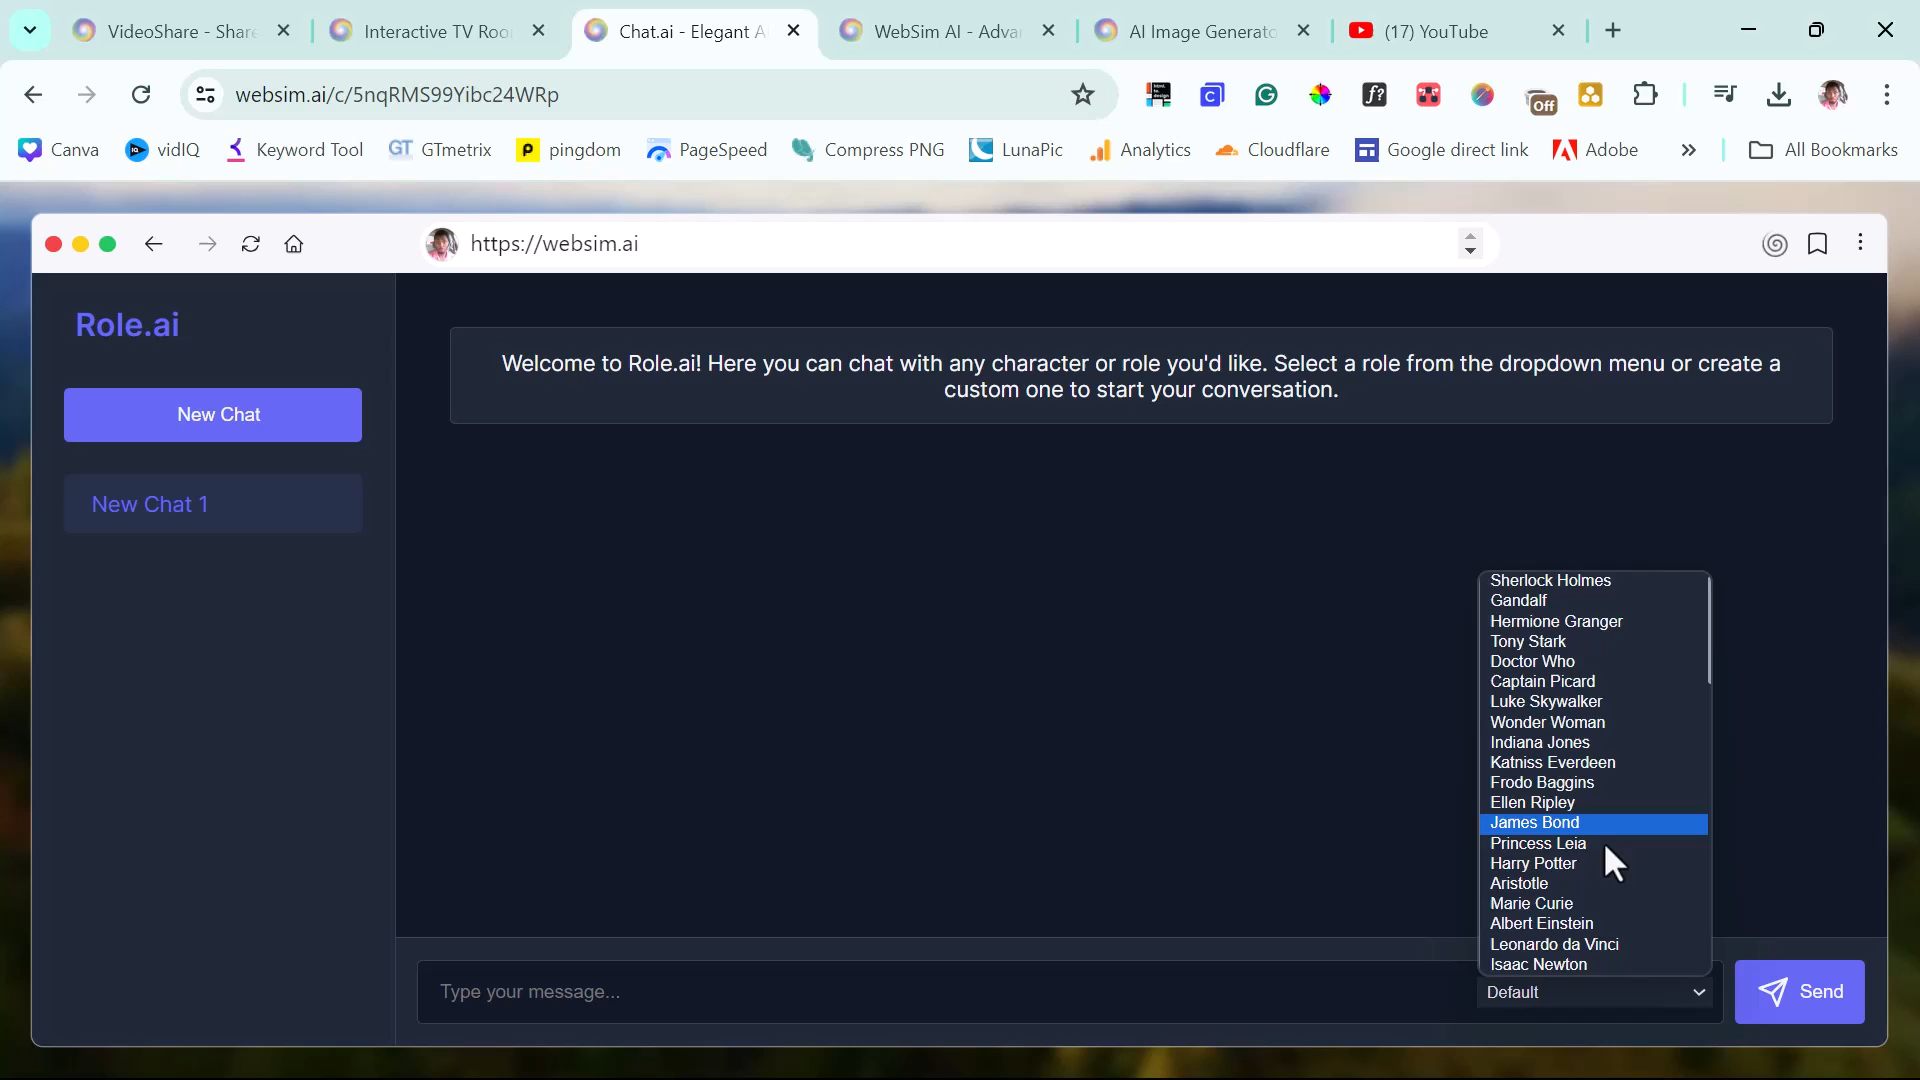 VideoShare - Share
Interactive TV Roo
Chat.ai - Elegant A
WebSim AI - Adva
AI Image Generato
(17) YouTube
websim.ai/c/5nqRMS99Yibc24WRp
f?
Off
Canva
vidIQ
Keyword Tool
GT GTmetrix
p pingdom
PageSpeed
Compress PNG
LunaPic
Analytics
Cloudflare
Google direct link
Adobe
All Bookmarks
https://websim.ai
Role.ai
New Chat
New Chat 1
Welcome to Role.ai! Here you can chat with any character or role you'd like. Select a role from the dropdown menu or create a
custom one to start your conversation.
Sherlock Holmes
Gandalf
Hermione Granger
Tony Stark
Doctor Who
Captain Picard
Luke Skywalker
Wonder Woman
Indiana Jones
Katniss Everdeen
Frodo Baggins
Ellen Ripley
James Bond
Princess Leia
Harry Potter
Aristotle
Marie Curie
Albert Einstein
Leonardo da Vinci
Isaac Newton
Type your message...
Default
Send